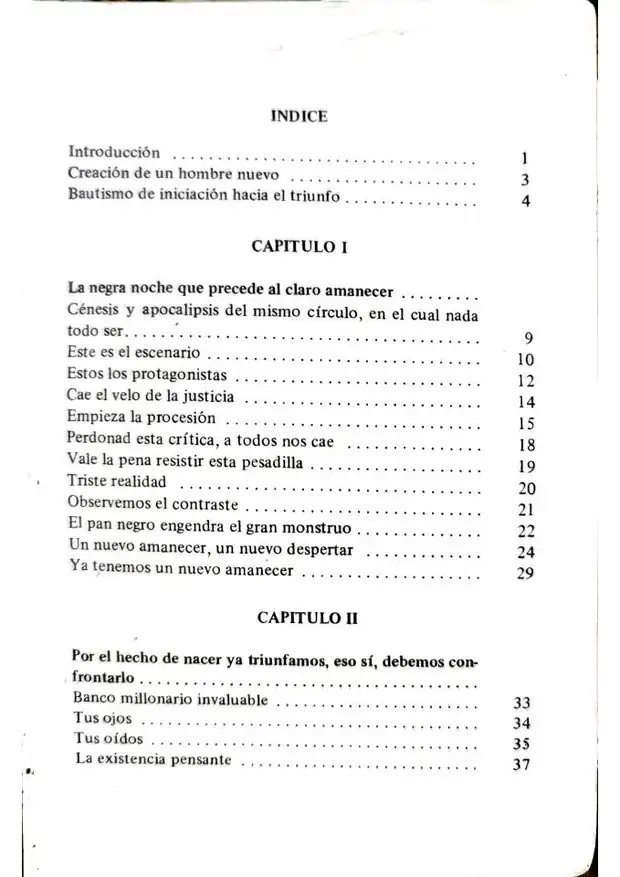 INDICE
Introducción . . . . . . . . . . . . . . . . . . . . . . . . . . . . . . . . . . 1
Creación de un hombre nuevo . . . . . . . . . . . . . . . . . . . . . 3
Bautismo de iniciación hacia el triunfo . . . . . . . . . . . . . . . 4
CAPITULO I
La negra noche que precede al claro amanecer . . . . . . . . .
Génesis y apocalipsis del mismo círculo, en el cual nada
todo ser. . . . . . . . . . . . . . . . . . . . . . . . . . . . . . . . . . . . . . . 9
Este es el escenario . . . . . . . . . . . . . . . . . . . . . . . . . . . . . . 10
Estos los protagonistas . . . . . . . . . . . . . . . . . . . . . . . . . . . 12
Cae el velo de la justicia . . . . . . . . . . . . . . . . . . . . . . . . . . 14
Empieza la procesión . . . . . . . . . . . . . . . . . . . . . . . . . . . . . 15
Perdonad esta crítica, a todos nos cae . . . . . . . . . . . . . . . 18
Vale la pena resistir esta pesadilla . . . . . . . . . . . . . . . . . . . 19
Triste realidad . . . . . . . . . . . . . . . . . . . . . . . . . . . . . . . . . . 20
Observemos el contraste . . . . . . . . . . . . . . . . . . . . . . . . . . 21
El pan negro engendra el gran monstruo . . . . . . . . . . . . . . 22
Un nuevo amanecer, un nuevo despertar . . . . . . . . . . . . . 24
Ya tenemos un nuevo amanecer . . . . . . . . . . . . . . . . . . . . 29
CAPITULO II
Por el hecho de nacer ya triunfamos, eso sí, debemos con-
frontarlo . . . . . . . . . . . . . . . . . . . . . . . . . . . . . . . . . . . . . .
Banco millonario invaluable . . . . . . . . . . . . . . . . . . . . . . . 33
Tus ojos . . . . . . . . . . . . . . . . . . . . . . . . . . . . . . . . . . . . . . 34
Tus oídos . . . . . . . . . . . . . . . . . . . . . . . . . . . . . . . . . . . . . 35
La existencia pensante . . . . . . . . . . . . . . . . . . . . . . . . . . . 37